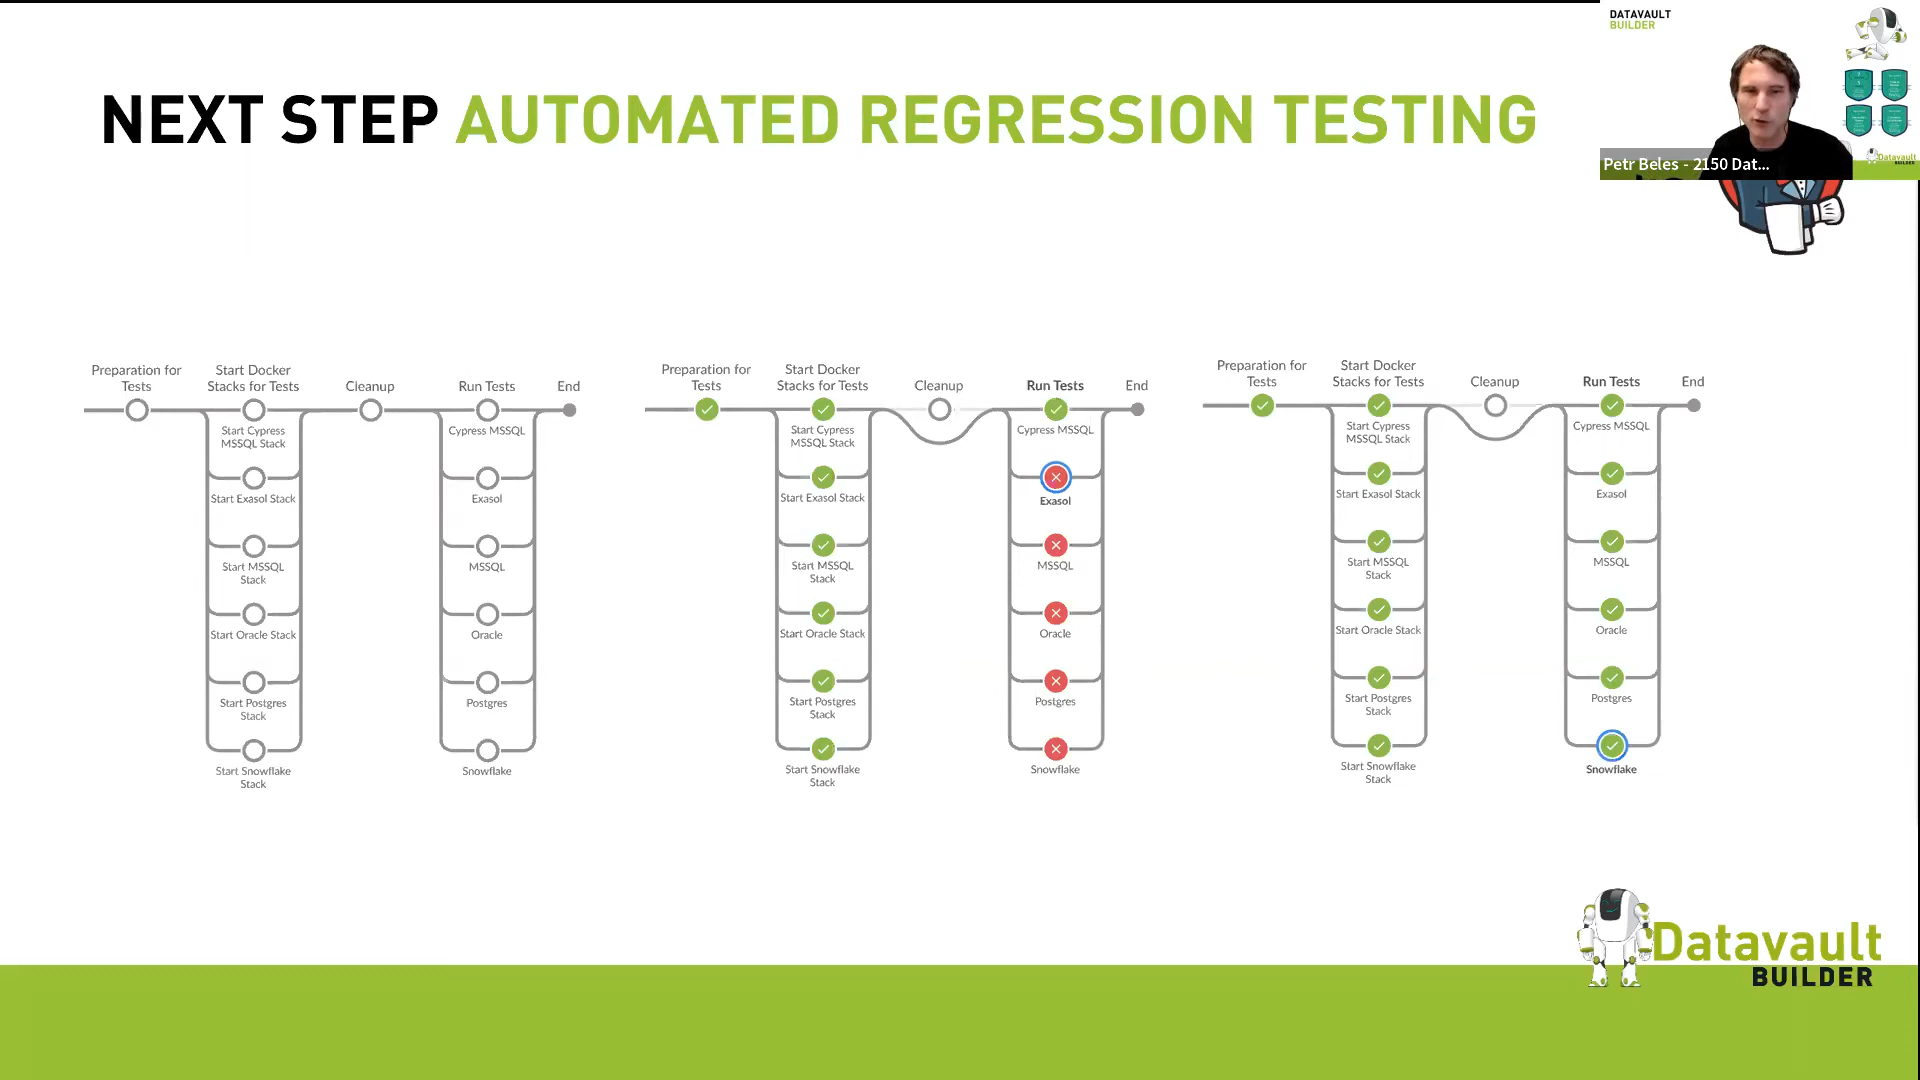 DATAVAULT
BUILDER
NEXT STEP AUTOMATED REGRESSION TESTING
Petr Beles - 2150 Dat...
Datavault
BUILDER
Preparation for
Tests
Start Docker
Stacks for Tests
Cleanup
Run Tests
End
Start Cypress
MSSQL Stack
Start Exasol Stack
Start MSSQL
Stack
Start Oracle Stack
Start Postgres
Stack
Start Snowflake
Stack
Cypress MSSQL
Exasol
MSSQL
Oracle
Postgres
Snowflake
Preparation for
Tests
Start Docker
Stacks for Tests
Cleanup
Run Tests
End
Start Cypress
MSSQL Stack
Start Exasol Stack
Start MSSQL
Stack
Start Oracle Stack
Start Postgres
Stack
Start Snowflake
Stack
Cypress MSSQL
Exasol
MSSQL
Oracle
Postgres
Snowflake
Preparation for
Tests
Start Docker
Stacks for Tests
Cleanup
Run Tests
End
Start Cypress
MSSQL Stack
Start Exasol Stack
Start MSSQL
Stack
Start Oracle Stack
Start Postgres
Stack
Start Snowflake
Stack
Cypress MSSQL
Exasol
MSSQL
Oracle
Postgres
Snowflake
Datavault
BUILDER